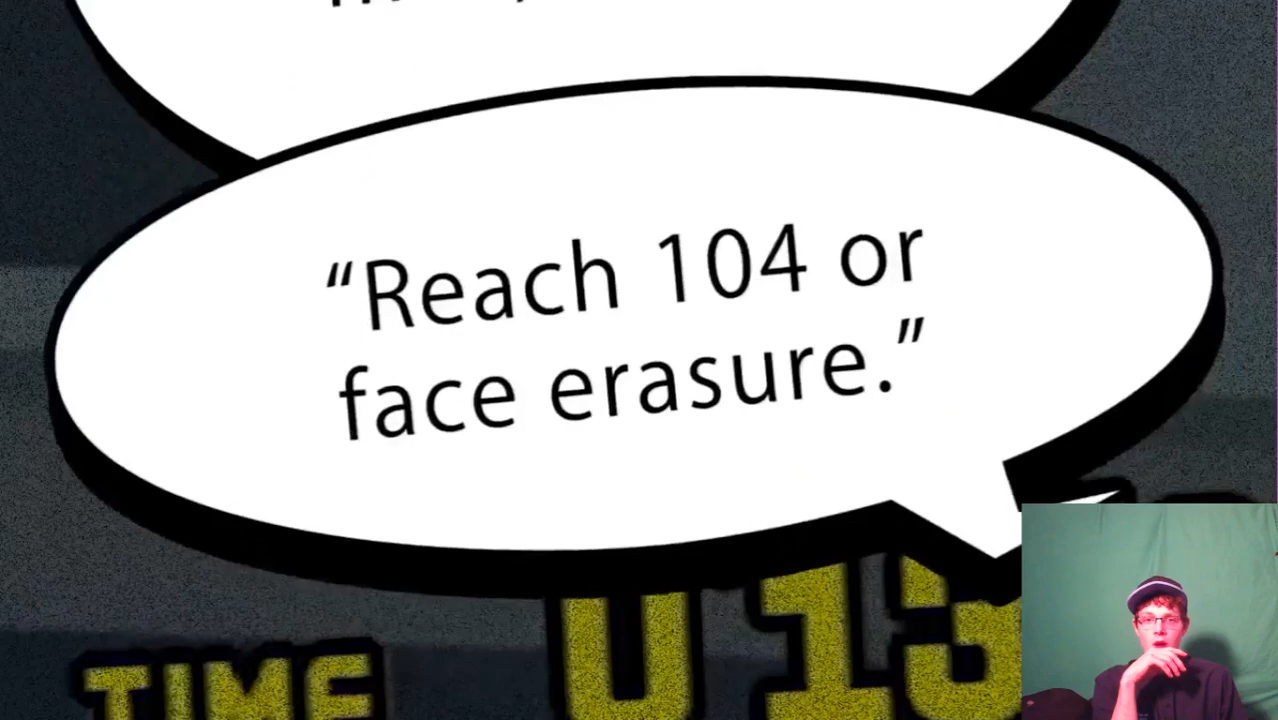 “Reach 104 or
face erasure.”
TIME